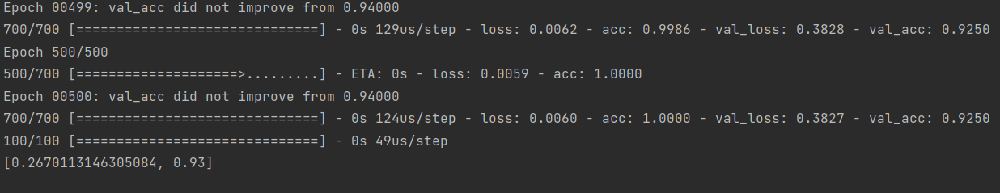 Epoch 00499: val_acc did not improve from 0.94000
700/700 [==============================] - 0s 129us/step - loss: 0.0062 - acc: 0.9986 - val_loss: 0.3828 - val_acc: 0.9250
Epoch 500/500
500/700 [====================>.........] - ETA: 0s - loss: 0.0059 - acc: 1.0000
Epoch 00500: val_acc did not improve from 0.94000
700/700 [==============================] - 0s 124us/step - loss: 0.0060 - acc: 1.0000 - val_loss: 0.3827 - val_acc: 0.9250
100/100 [==============================] - 0s 49us/step
[0.2670113146305084, 0.93]